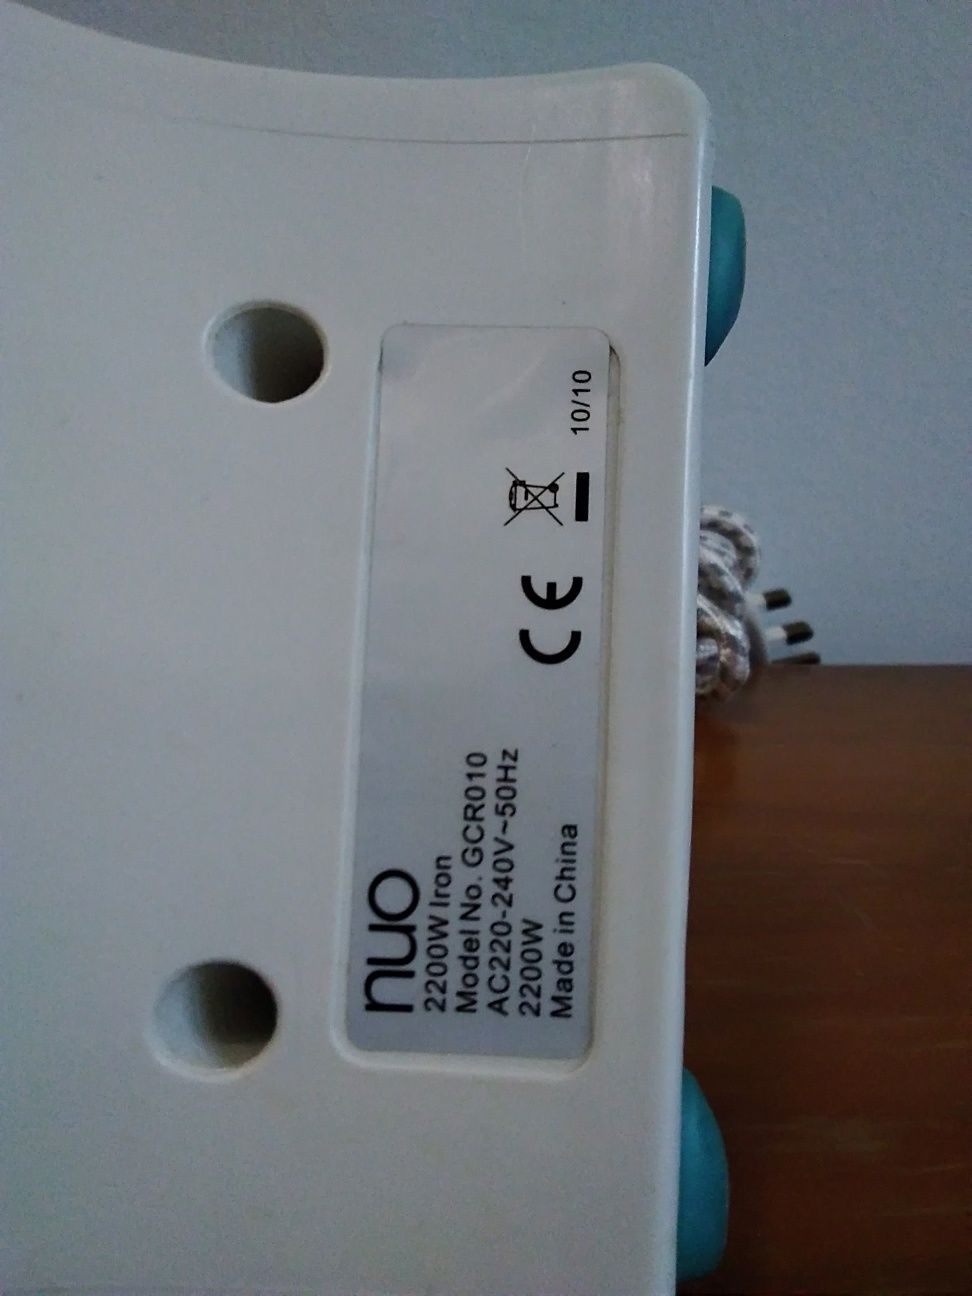 nuo
2200W Iron
Model No. GCR010
AC220-240V~50Hz
2200W
Made in China
CE
10/10